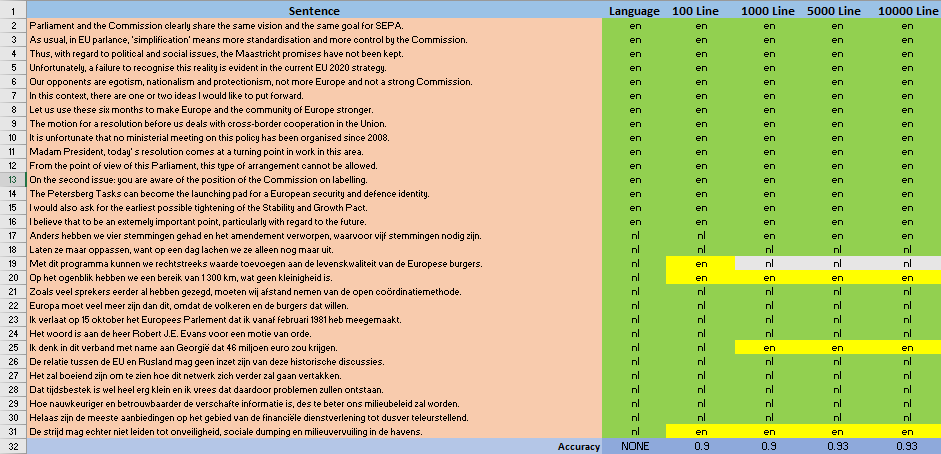 1 Sentence Language 100 Line 1000 Line 5000 Line 10000 Line
2 Parliament and the Commission clearly share the same vision and the same goal for SEPA. en en en en en
3 As usual, in EU parlance, 'simplification' means more standardisation and more control by the Commission. en en en en en
4 Thus, with regard to political and social issues, the Maastricht promises have not been kept. en en en en en
5 Unfortunately, a failure to recognise this reality is evident in the current EU 2020 strategy. en en en en en
6 Our opponents are egotism, nationalism and protectionism, not more Europe and not a strong Commission. en en en en en
7 In this context, there are one or two ideas I would like to put forward. en en en en en
8 Let us use these six months to make Europe and the community of Europe stronger. en en en en en
9 The motion for a resolution before us deals with cross-border cooperation in the Union. en en en en en
10 It is unfortunate that no ministerial meeting on this policy has been organised since 2008. en en en en en
11 Madam President, today's resolution comes at a turning point in work in this area. en en en en en
12 From the point of view of this Parliament, this type of arrangement cannot be allowed. en en en en en
13 On the second issue: you are aware of the position of the Commission on labelling. en en en en en
14 The Petersberg Tasks can become the launching pad for a European security and defence identity. en en en en en
15 I would also ask for the earliest possible tightening of the Stability and Growth Pact. en en en en en
16 I believe that to be an extemely important point, particularly with regard to the future. en en en en en
17 Anders hebben we vier stemmingen gehad en het amendement verworpen, waarvoor vijf stemmingen nodig zijn. nl nl nl nl nl
18 Laten ze maar oppassen, want op een dag lachen we ze alleen nog maar uit. nl nl nl nl nl
19 Met dit programma kunnen we rechtstreeks waarde toevoegen aan de levenskwaliteit van de Europese burgers. nl en nl nl nl
20 Op het ogenblik hebben we een bereik van 1 300 km, wat geen kleinigheid is. nl en en en en
21 Zoals veel sprekers eerder al hebben gezegd, moeten wij afstand nemen van de open coördinatiemethode. nl nl nl nl nl
22 Europa moet veel meer zijn dan dit, omdat de volkeren en de burgers dat willen. nl nl nl nl nl
23 Ik verlaat op 15 oktober het Europees Parlement dat ik vanaf februari 1981 heb meegemaakt. nl nl nl nl nl
24 Het woord is aan de heer Robert J.E. Evans voor een motie van orde. nl nl nl nl nl
25 Ik denk in dit verband met name aan Georgië dat 46 miljoen euro zou krijgen. nl nl en en en
26 De relatie tussen de EU en Rusland mag geen inzet zijn van deze historische discussies. nl nl nl nl nl
27 Het zal boeiend zijn om te zien hoe dit netwerk zich verder zal gaan vertakken. nl nl nl nl nl
28 Dat tijdsbestek is wel heel erg klein en ik vrees dat daardoor problemen zullen ontstaan. nl nl nl nl nl
29 Hoe nauwkeuriger en betrouwbaarder de verschafte informatie is, des te beter ons milieubeleid zal worden. nl nl nl nl nl
30 Helaas zijn de meeste aanbiedingen op het gebied van de financiële dienstverlening tot dusver teleurstellend. nl nl nl nl nl
31 De strijd mag echter niet leiden tot onveiligheid, sociale dumping en milieuvervuiling in de havens. nl en en en en
32 Accuracy NONE 0.9 0.9 0.93 0.93